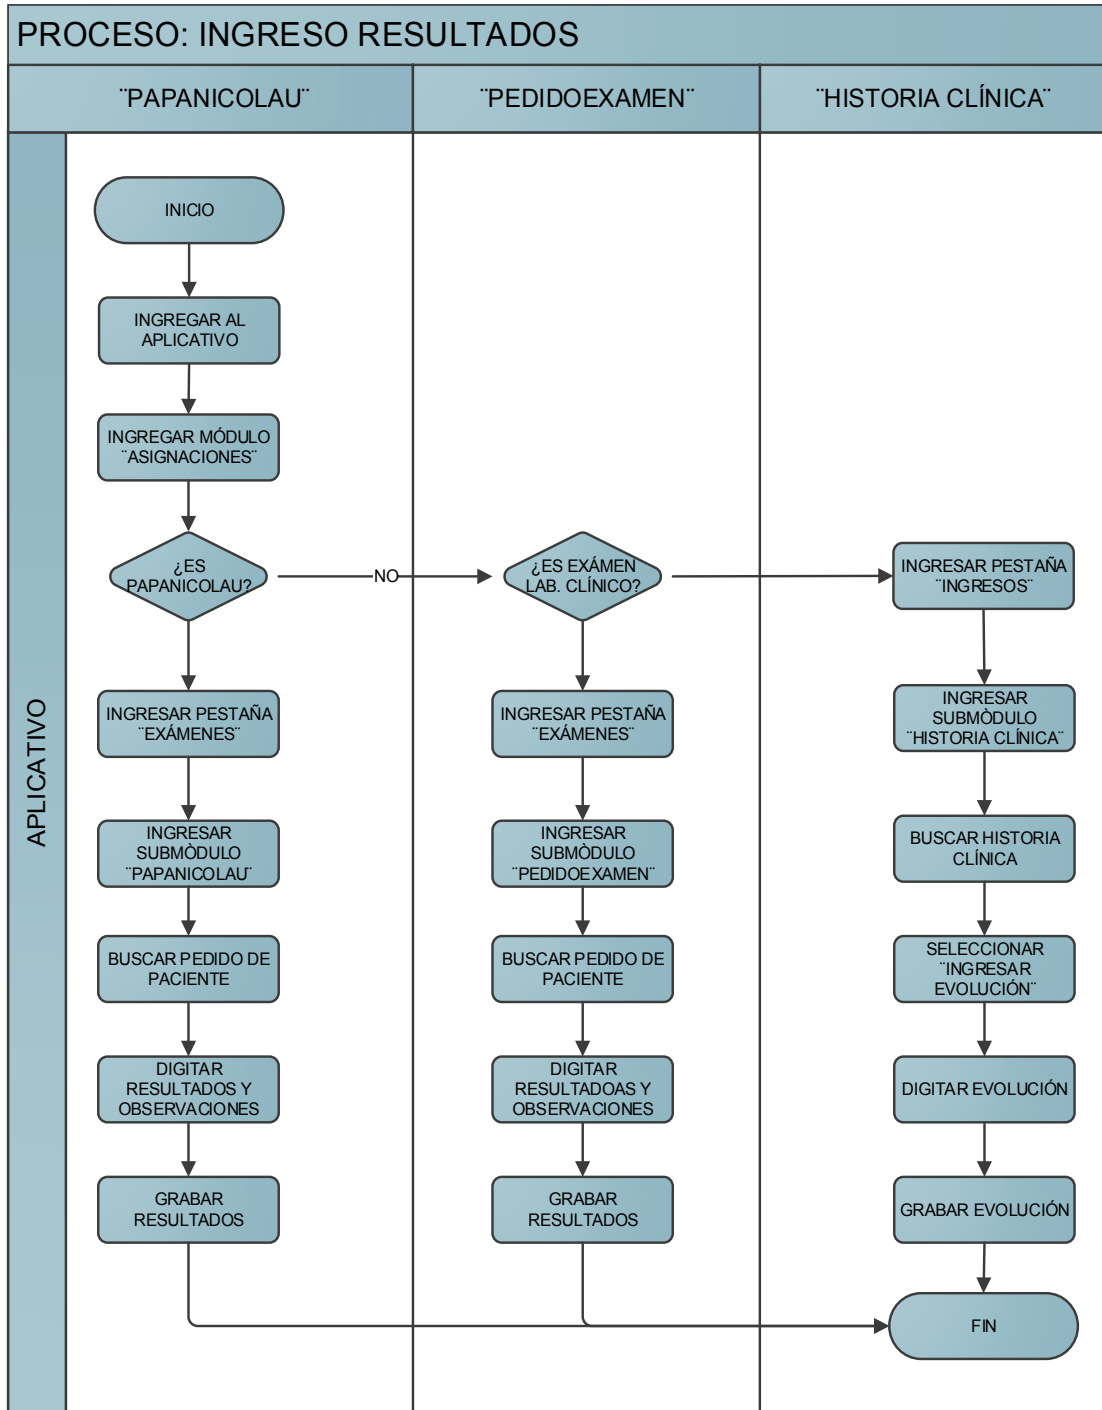 PROCESO: INGRESO RESULTADOS
¨PAPANICOLAU¨
¨PEDIDOEXAMEN¨
¨HISTORIA CLÍNICA¨
APLICATIVO
INICIO
INGREGAR AL
APLICATIVO
INGREGAR MÓDULO
¨ASIGNACIONES¨
¿ES
PAPANICOLAU?
NO
INGRESAR PESTAÑA
¨EXÁMENES¨
INGRESAR
SUBMÒDULO
¨PAPANICOLAU¨
BUSCAR PEDIDO DE
PACIENTE
DIGITAR
RESULTADOS Y
OBSERVACIONES
GRABAR
RESULTADOS
¿ES EXÁMEN
LAB. CLÍNICO?
INGRESAR PESTAÑA
¨EXÁMENES¨
INGRESAR
SUBMÒDULO
¨PEDIDOEXAMEN¨
BUSCAR PEDIDO DE
PACIENTE
DIGITAR
RESULTADOAS Y
OBSERVACIONES
GRABAR
RESULTADOS
INGRESAR PESTAÑA
¨INGRESOS¨
INGRESAR
SUBMÒDULO
¨HISTORIA CLÍNICA¨
BUSCAR HISTORIA
CLÍNICA
SELECCIONAR
¨INGRESAR
EVOLUCIÓN¨
DIGITAR EVOLUCIÓN
GRABAR EVOLUCIÓN
FIN